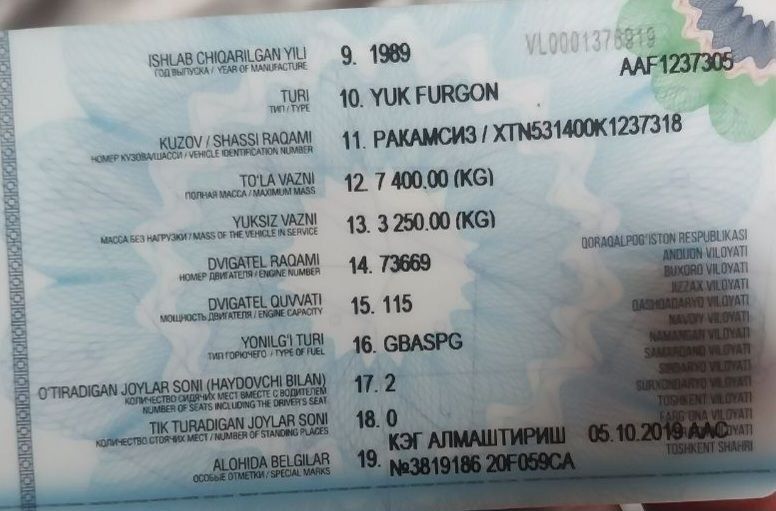 VL0001376819
AAF1237305
ISHLAB CHIQARILGAN YILI 9. 1989
ГОД ВЫПУСКА / YEAR OF MANUFACTURE
TURI 10. YUK FURGON
ТИП / TYPE
KUZOV / SHASSI RAQAMI 11. РАКАМСИЗ / XTN531400K1237318
НОМЕР КУЗОВА/ШАССИ / VEHICLE IDENTIFICATION NUMBER
TO'LA VAZNI 12. 7 400.00 (KG)
ПОЛНАЯ МАССА / MAXIMUM MASS
YUKSIZ VAZNI 13. 3 250.00 (KG)
МАССА БЕЗ НАГРУЗКИ / MASS OF THE VEHICLE IN SERVICE
DVIGATEL RAQAMI 14. 73669
НОМЕР ДВИГАТЕЛЯ / ENGINE NUMBER
DVIGATEL QUVVATI 15. 115
МОЩНОСТЬ ДВИГАТЕЛЯ / ENGINE CAPACITY
YONILG'I TURI 16. GBASPG
ТИП ГОРЮЧЕГО / TYPE OF FUEL
O'TIRADIGAN JOYLAR SONI (HAYDOVCHI BILAN) 17. 2
КОЛИЧЕСТВО СИДЯЧИХ МЕСТ ВМЕСТЕ С ВОДИТЕЛЕМ
NUMBER OF SEATS INCLUDING THE DRIVER'S SEAT
TIK TURADIGAN JOYLAR SONI 18. 0
КОЛИЧЕСТВО СТОЯЧИХ МЕСТ / NUMBER OF STANDING PLACES
КЭГ АЛМАШТИРИШ 05.10.2019 ААС
ALOHIDA BELGILAR 19. №3819186 20F059CA
ОСОБЫЕ ОТМЕТКИ / SPECIAL MARKS
QORAQALPOG'ISTON RESPUBLIKASI
ANDIJON VILOYATI
BUXORO VILOYATI
JIZZAX VILOYATI
QASHQADARYO VILOYATI
NAVOIY VILOYATI
NAMANGAN VILOYATI
SAMARQAND VILOYATI
SIRDARYO VILOYATI
SURXONDARYO VILOYATI
TOSHKENT VILOYATI
FARG'ONA VILOYATI
VILOYATI
TOSHKENT SHAHRI